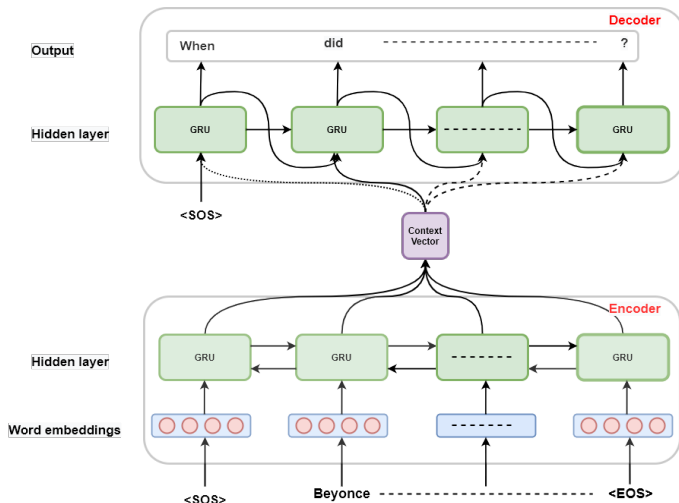 Decoder
Output
When did ?
Hidden layer
GRU GRU GRU
<SOS>
Context
Vector
Encoder
Hidden layer
GRU GRU GRU
Word embeddings
<SOS> Beyonce <EOS>